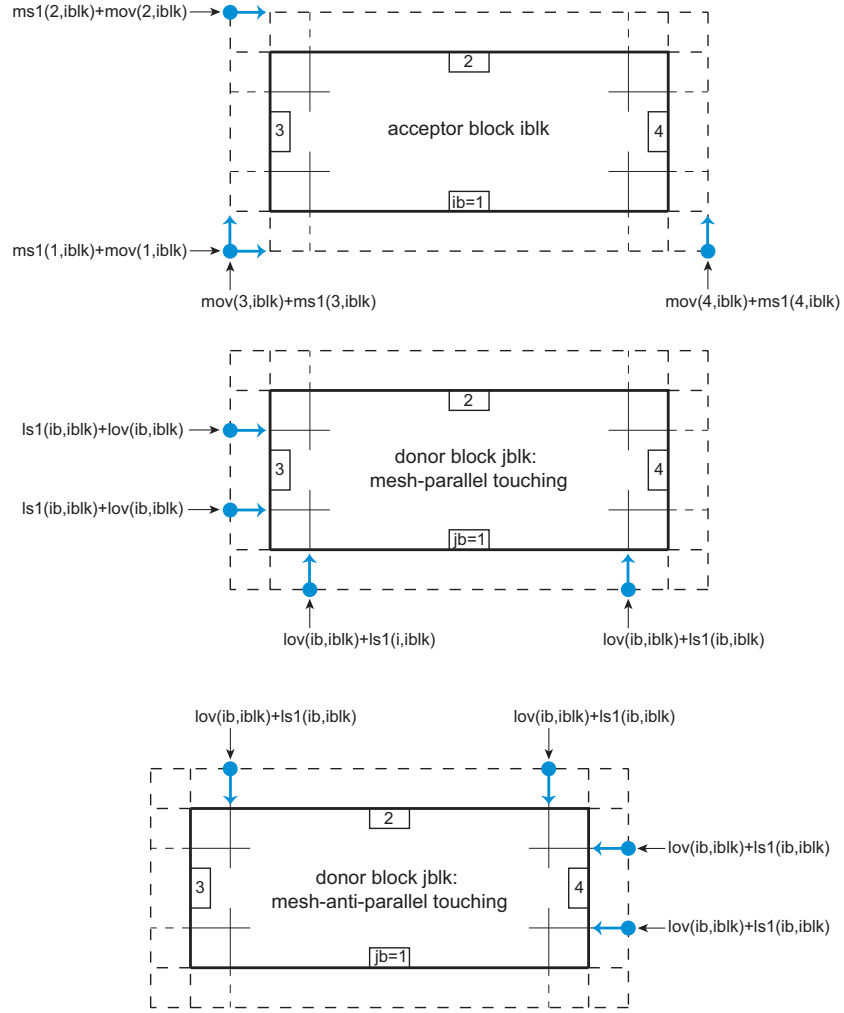 ms1(2,iblk)+mov(2,iblk)
2
3
acceptor block iblk
4
ib=1
ms1(1,iblk)+mov(1,iblk)
mov(3,iblk)+ms1(3,iblk)
mov(4,iblk)+ms1(4,iblk)
2
ls1(ib,iblk)+lov(ib,iblk)
3
donor block jblk:
mesh-parallel touching
4
ls1(ib,iblk)+lov(ib,iblk)
jb=1
lov(ib,iblk)+ls1(i,iblk)
lov(ib,iblk)+ls1(ib,iblk)
lov(ib,iblk)+ls1(ib,iblk)
lov(ib,iblk)+ls1(ib,iblk)
2
lov(ib,iblk)+ls1(ib,iblk)
3
donor block jblk:
mesh-anti-parallel touching
4
lov(ib,iblk)+ls1(ib,iblk)
jb=1